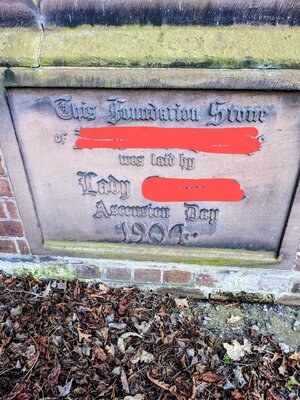 This Foundation Stone
of
was laid by
Lady
Ascension Day
1904